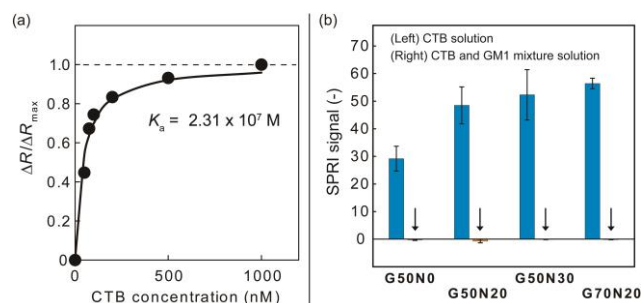 (a)
1.0
0.8
0.6
0.4
0.2
0
ΔR/ΔRmax
Ka = 2.31 x 10⁷ M
0 500 1000
CTB concentration (nM)
(b)
(Left) CTB solution
(Right) CTB and GM1 mixture solution
60
50
40
30
20
10
0
SPRI signal (-)
G50N0 G50N30
G50N20 G70N20